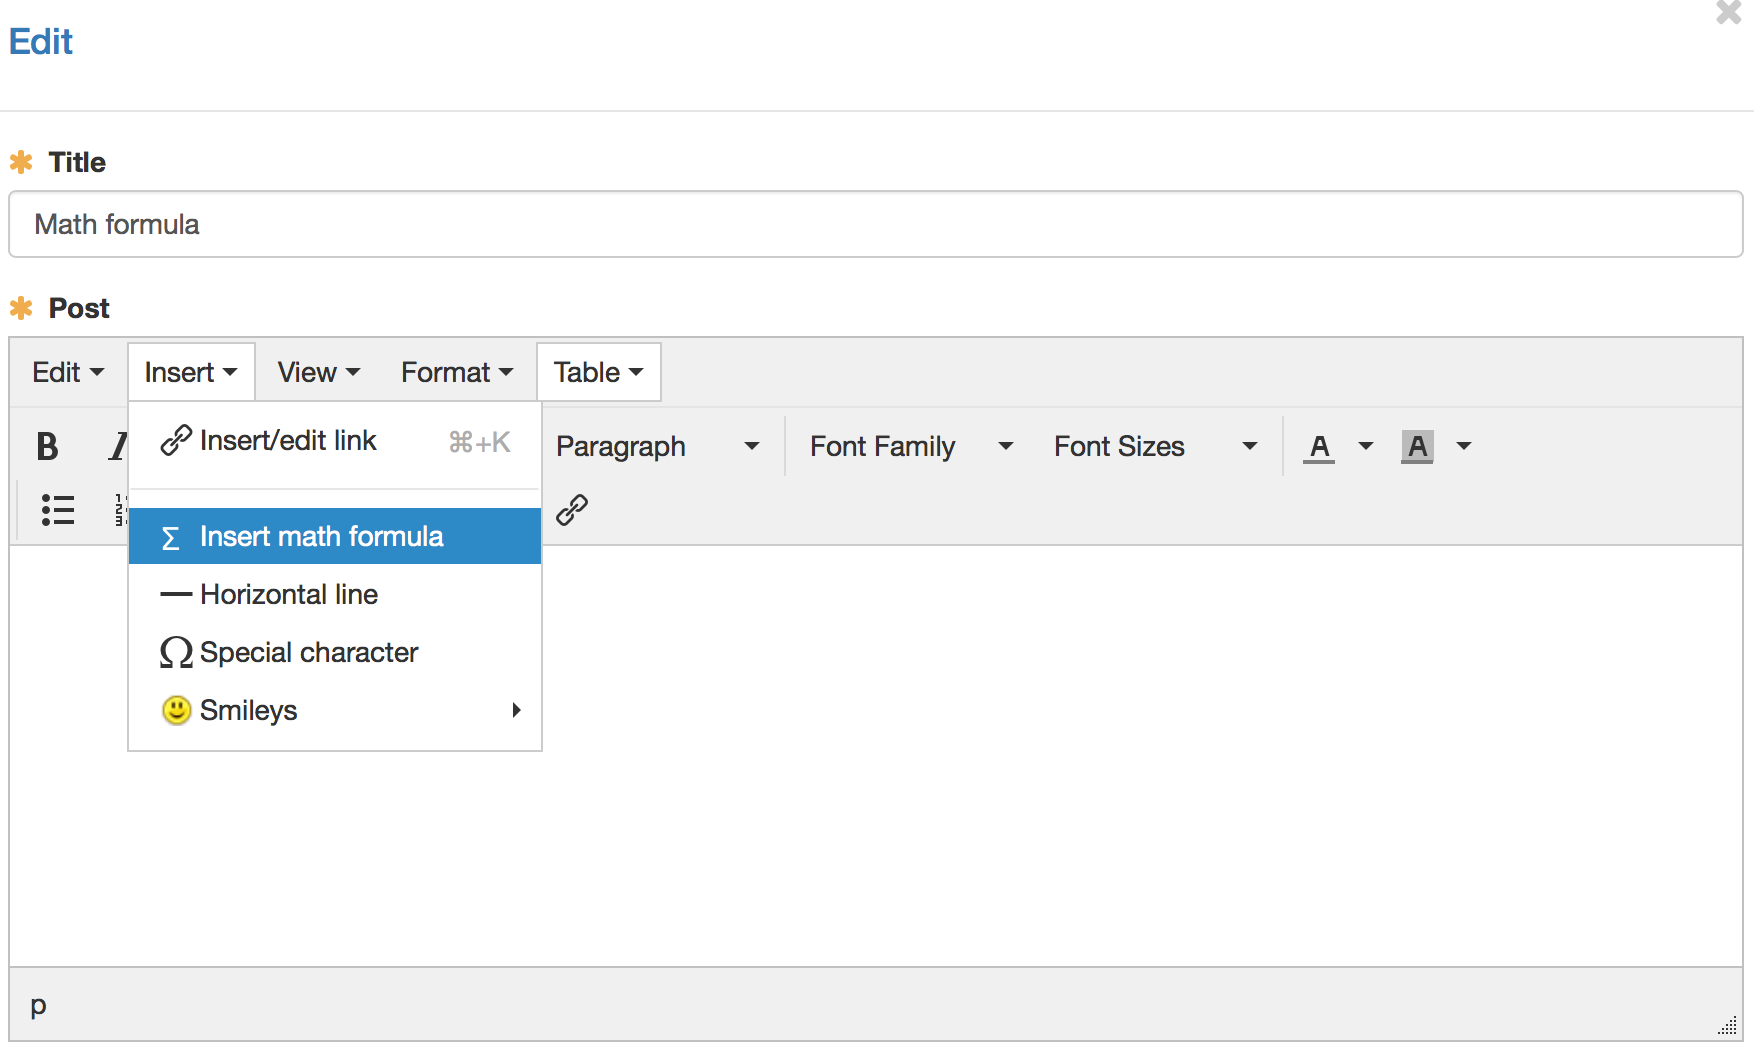 Edit
Title
Math formula
Post
Edit Insert View Format Table
B I Insert/edit link ⌘+K Paragraph Font Family Font Sizes A A
Σ Insert math formula
Horizontal line
Ω Special character
Smileys
p